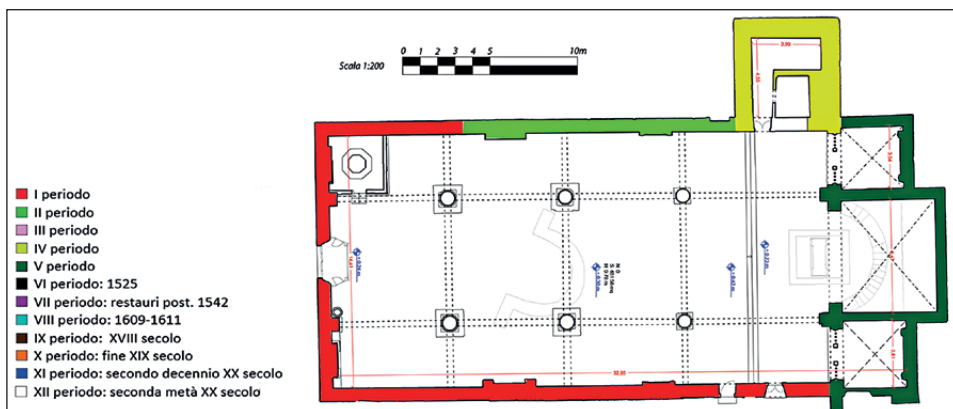 0 1 2 3 4 5 10m
Scala 1:200
3.99
I periodo
II periodo
III periodo
IV periodo
V periodo
VI periodo: 1525
VII periodo: restauri post. 1542
VIII periodo: 1609-1611
IX periodo: XVIII secolo
X periodo: fine XIX secolo
XI periodo: secondo decennio XX secolo
XII periodo: seconda metà XX secolo